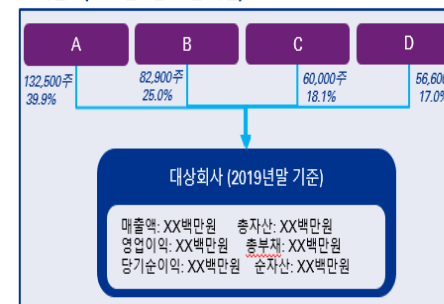 A B C D
132,500주 82,900주 60,000주
39.9% 25.0% 18.1% 17.0%
대상회사 (2019년말 기준)
매출액: XX백만원 총자산: XX백만원
영업이익: XX백만원 총부채: XX백만원
당기순이익: XX백만원 순자산: XX백만원